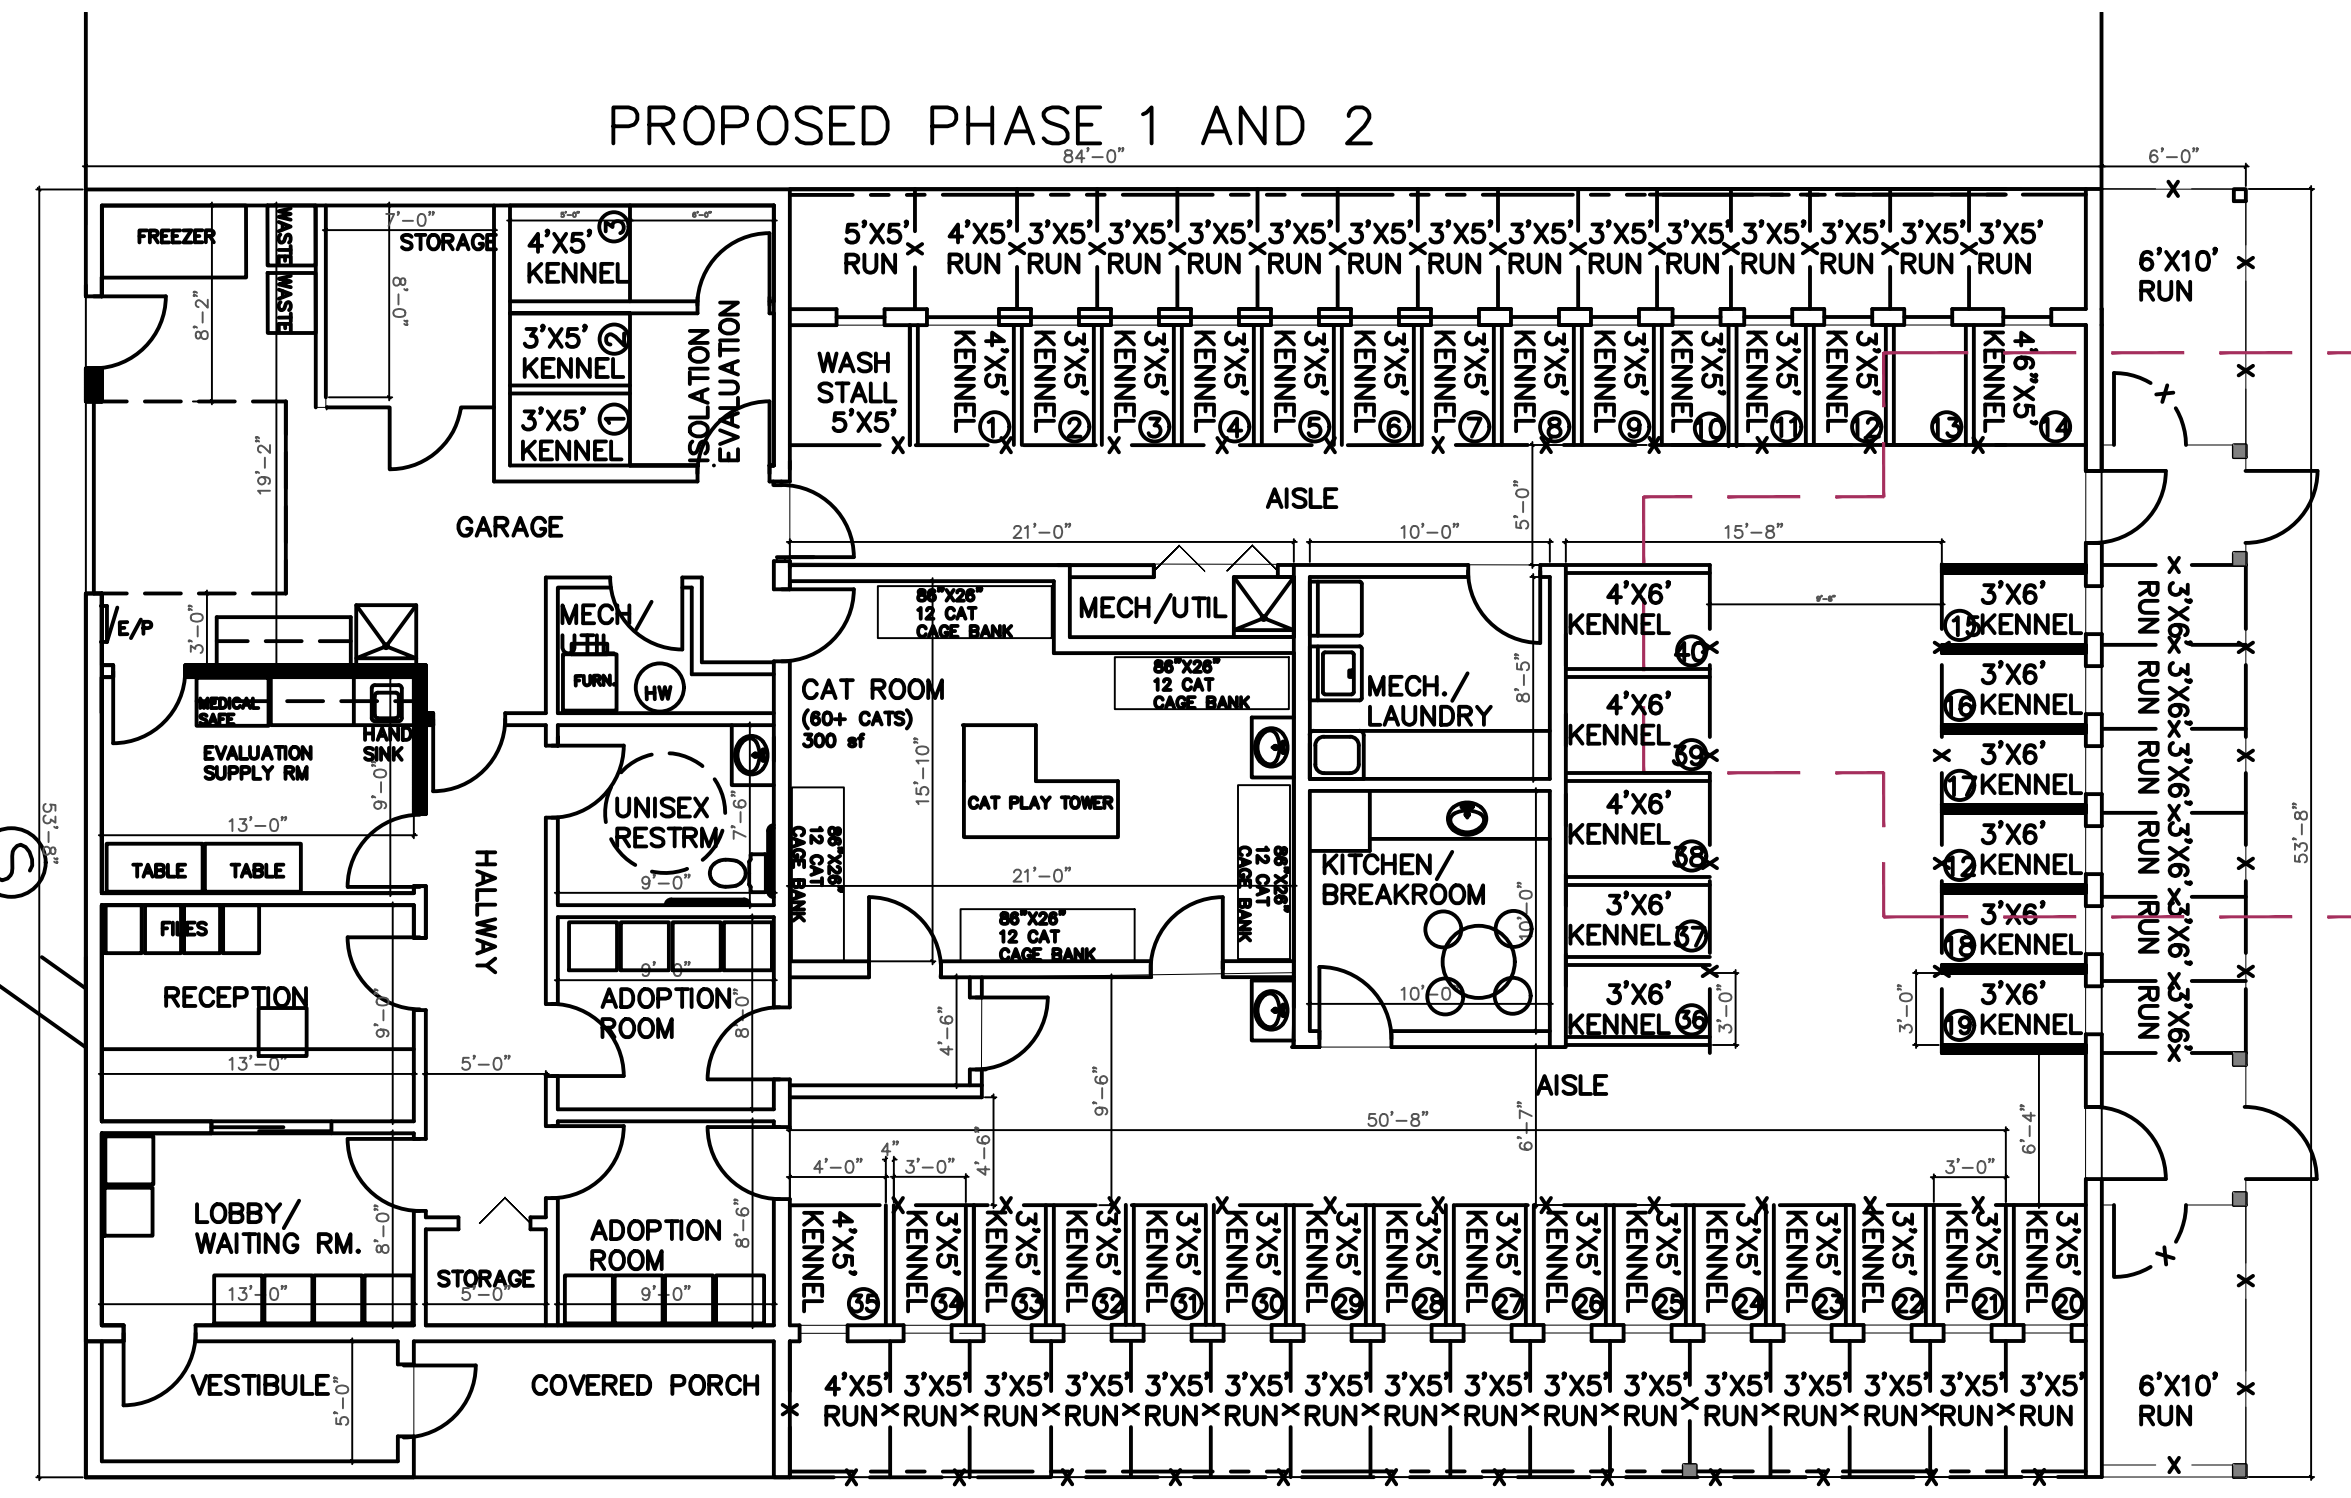 PROPOSED PHASE 1 AND 2
84'-0"
6'-0"
FREEZER
WASTE
WASTE
7'-0"
STORAGE
8'-0"
8'-2"
19'-2"
5'-0"
6'-0"
4'X5'
KENNEL
3
3'X5'
KENNEL
2
3'X5'
KENNEL
1
ISOLATION
EVALUATION
5'X5'
RUN
4'X5'
RUN
3'X5'
RUN
3'X5'
RUN
3'X5'
RUN
3'X5'
RUN
3'X5'
RUN
3'X5'
RUN
3'X5'
RUN
3'X5'
RUN
3'X5'
RUN
3'X5'
RUN
3'X5'
RUN
3'X5'
RUN
3'X5'
RUN
6'X10'
RUN
WASH
STALL
5'X5'
4'X5'
KENNEL
1
3'X5'
KENNEL
2
3'X5'
KENNEL
3
3'X5'
KENNEL
4
3'X5'
KENNEL
5
3'X5'
KENNEL
6
3'X5'
KENNEL
7
3'X5'
KENNEL
8
3'X5'
KENNEL
9
3'X5'
KENNEL
10
3'X5'
KENNEL
11
3'X5'
KENNEL
12
13
4'6"X5'
KENNEL
14
GARAGE
AISLE
5'-0"
21'-0"
10'-0"
15'-8"
E/P
3'-0"
MECH/
UTIL
FURN.
HW
86"X26"
12 CAT
CAGE BANK
MECH/UTIL
86"X26"
12 CAT
CAGE BANK
CAT ROOM
(60+ CATS)
300 sf
15'-10"
CAT PLAY TOWER
21'-0"
86"X26"
12 CAT
CAGE BANK
86"X26"
12 CAT
CAGE BANK
86"X26"
12 CAT
CAGE BANK
8'-5"
MECH./
LAUNDRY
KITCHEN/
BREAKROOM
10'-0"
10'-0
4'X6'
KENNEL
40
4'X6'
KENNEL
39
4'X6'
KENNEL
38
3'X6'
KENNEL
37
3'X6'
KENNEL
36
3'-0"
3'-0"
3'X6'
KENNEL
15
3'X6'
KENNEL
16
3'X6'
KENNEL
17
3'X6'
KENNEL
12
3'X6'
KENNEL
18
3'X6'
KENNEL
19
3'X6'
RUN
3'X6'
RUN
3'X6'
RUN
3'X6'
RUN
3'X6'
RUN
3'X6'
RUN
53'-8"
53'-8"
S
MEDICAL
SAFE
HAND
SINK
EVALUATION
SUPPLY RM
9'-0"
13'-0"
TABLE
TABLE
UNISEX
RESTRM
7'-6"
9'-0"
HALLWAY
FILES
RECEPTION
9'-0"
13'-0"
5'-0"
9'-0"
ADOPTION
ROOM
8'-0"
4'-6"
9'-6"
AISLE
50'-8"
6'-7"
6'-4"
4'-0"
4"
3'-0"
4'-6"
3'-0"
LOBBY/
WAITING RM.
8'-0"
13'-0"
STORAGE
5'-0"
ADOPTION
ROOM
8'-6"
9'-0"
4'X5'
KENNEL
35
3'X5'
KENNEL
34
3'X5'
KENNEL
33
3'X5'
KENNEL
32
3'X5'
KENNEL
31
3'X5'
KENNEL
30
3'X5'
KENNEL
29
3'X5'
KENNEL
28
3'X5'
KENNEL
27
3'X5'
KENNEL
26
3'X5'
KENNEL
25
3'X5'
KENNEL
24
3'X5'
KENNEL
23
3'X5'
KENNEL
22
3'X5'
KENNEL
21
3'X5'
KENNEL
20
VESTIBULE
5'-0"
COVERED PORCH
4'X5'
RUN
3'X5'
RUN
3'X5'
RUN
3'X5'
RUN
3'X5'
RUN
3'X5'
RUN
3'X5'
RUN
3'X5'
RUN
3'X5'
RUN
3'X5'
RUN
3'X5'
RUN
3'X5'
RUN
3'X5'
RUN
3'X5'
RUN
3'X5'
RUN
3'X5'
RUN
6'X10'
RUN